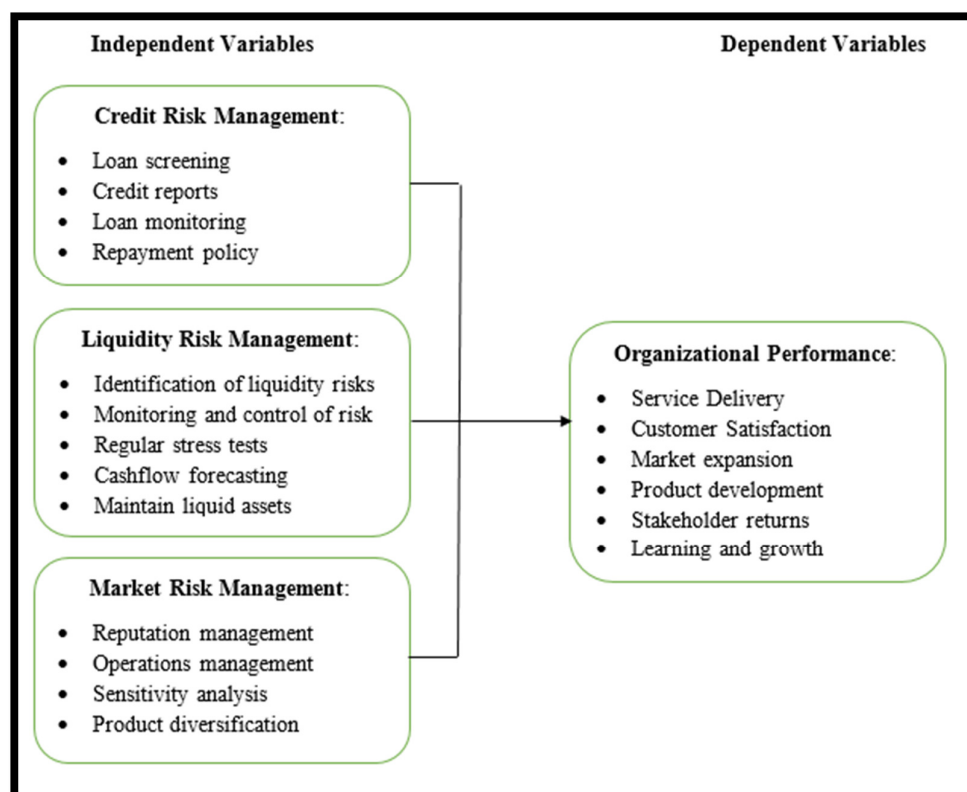 Independent Variables
Dependent Variables
Credit Risk Management:
• Loan screening
• Credit reports
• Loan monitoring
• Repayment policy
Liquidity Risk Management:
• Identification of liquidity risks
• Monitoring and control of risk
• Regular stress tests
• Cashflow forecasting
• Maintain liquid assets
Market Risk Management:
• Reputation management
• Operations management
• Sensitivity analysis
• Product diversification
Organizational Performance:
• Service Delivery
• Customer Satisfaction
• Market expansion
• Product development
• Stakeholder returns
• Learning and growth